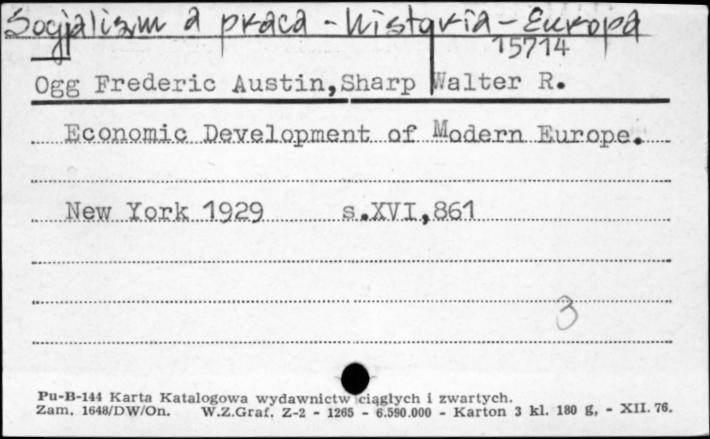 Socjalizm a praca - historia - Europa
15714
Ogg Frederic Austin,Sharp Walter R.
Economic Development of Modern Europe.
New York 1929 s.XVI,861
3
Pu-B-144 Karta Katalogowa wydawnictw ciągłych i zwartych.
Zam. 1648/DW/On. W.Z.Graf. Z-2 - 1265 - 6.590.000 - Karton 3 kl. 180 g, - XII. 76.